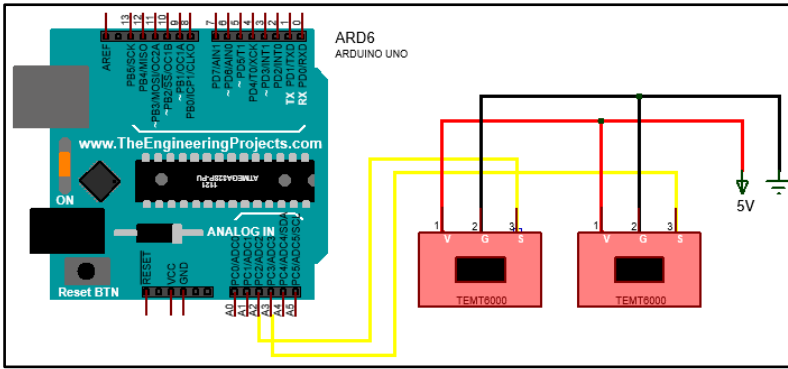 ARD6
ARDUINO UNO
AREF
13
12
11
10
9
8
7
6
5
4
3
2
1
0
PB5/SCK
PB4/MISO
~PB3/MOSI/OC2A
~PB2/SS/OC1B
~PB1/OC1A
PB0/ICP1/CLKO
PD7/AIN1
~PD6/AIN0
~PD5/T1
PD4/T0/XCK
~PD3/INT1
PD2/INT0
TX PD1/TXD
RX PD0/RXD
www.TheEngineeringProjects.com
1121
ATMEGA328P-PU
ON
ANALOG IN
Reset BTN
RESET
VCC
GND
PC0/ADC0
PC1/ADC1
PC2/ADC2
PC3/ADC3
PC4/ADC4/SDA
PC5/ADC5/SCL
A0
A1
A2
A3
A4
A5
5V
1 2 3
V G S
TEMT6000
1 2 3
V G S
TEMT6000